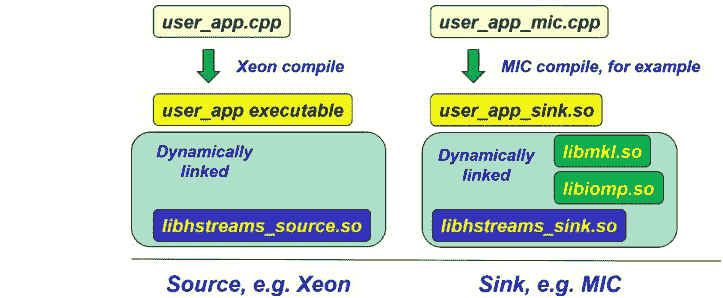 user_app.cpp
user_app_mic.cpp
Xeon compile
MIC compile, for example
user_app executable
user_app_sink.so
Dynamically
linked
Dynamically
linked
libmkl.so
libiomp.so
libhstreams_source.so
libhstreams_sink.so
Source, e.g. Xeon
Sink, e.g. MIC